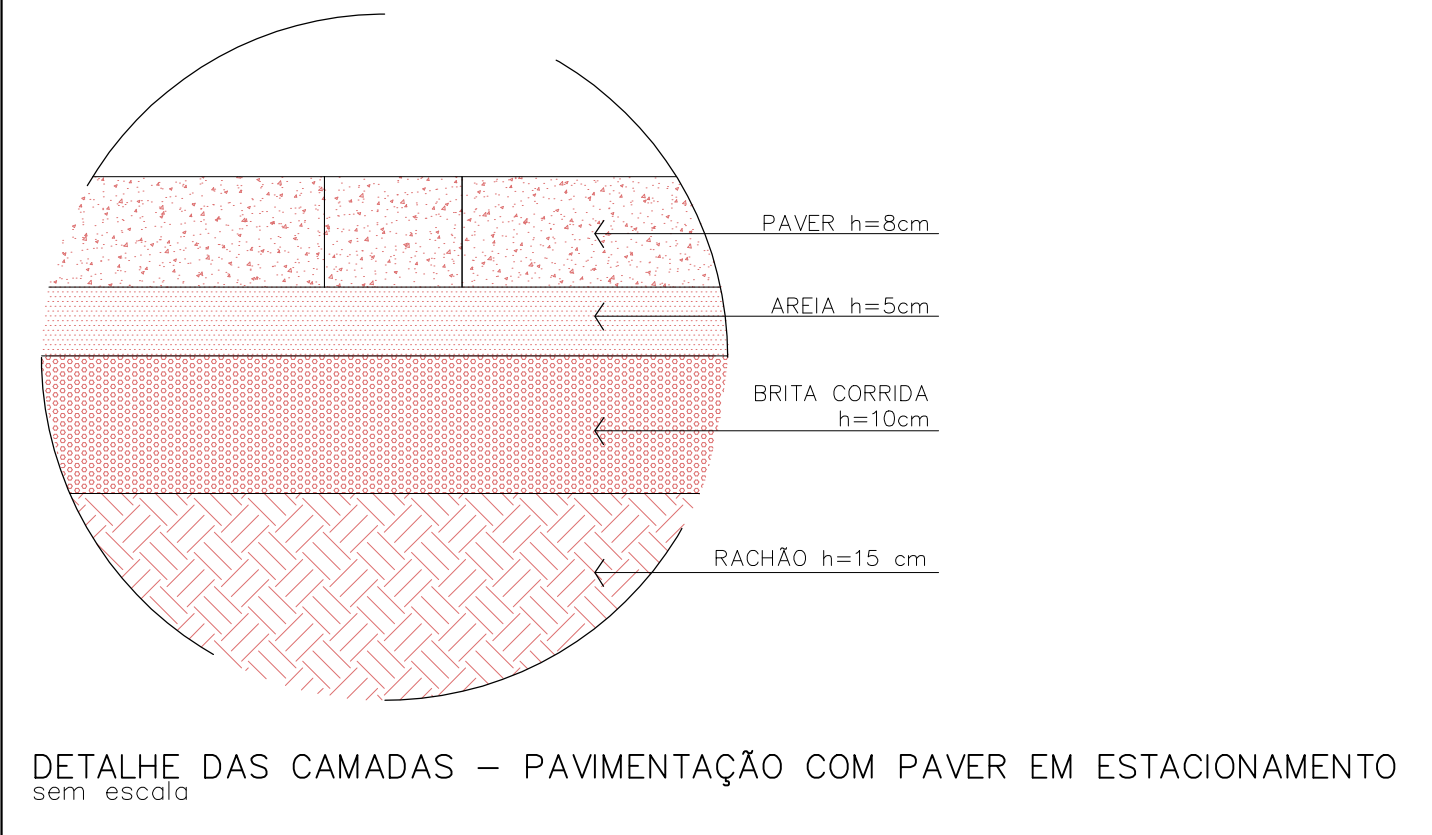 PAVER h=8cm
AREIA h=5cm
BRITA CORRIDA
h=10cm
RACHÃO h=15 cm
DETALHE DAS CAMADAS – PAVIMENTAÇÃO COM PAVER EM ESTACIONAMENTO
sem escala